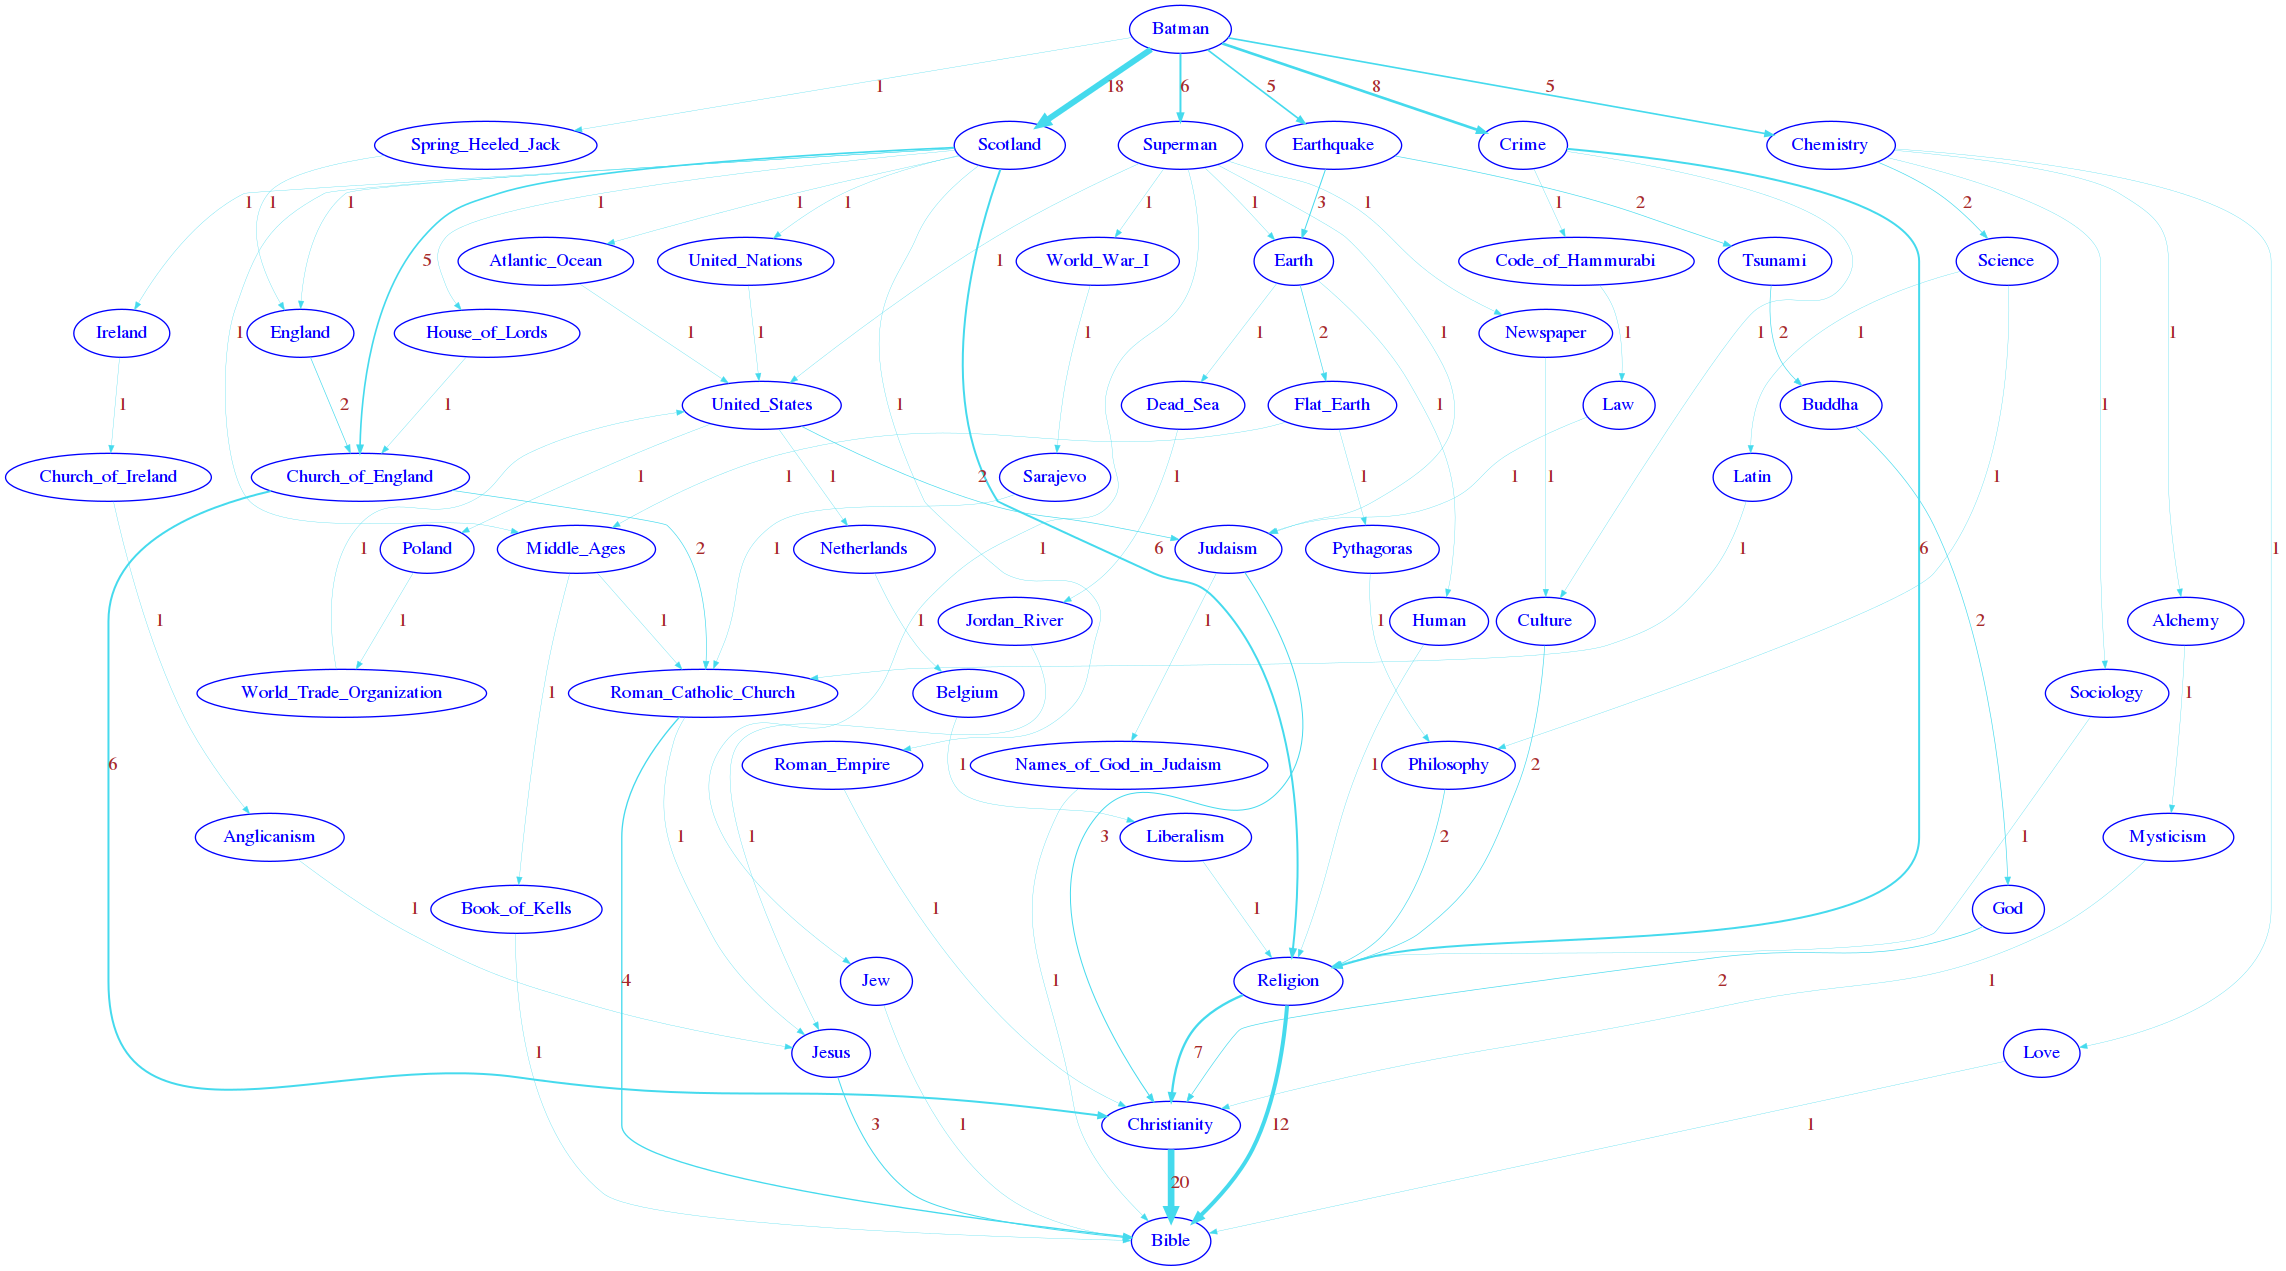 Batman
1 18 6 5 8 5
Spring_Heeled_Jack Scotland Superman Earthquake Crime Chemistry
1 1 1 1 1 1 1 1 3 1 2 1 2
5 Atlantic_Ocean United_Nations 1 World_War_I Earth Code_of_Hammurabi Tsunami Science
Ireland England House_of_Lords
1 1 1 1 1 2 1 Newspaper 1 1 2 1 1
1 2 1 United_States 1 Dead_Sea Flat_Earth 1 Law Buddha 1
Church_of_Ireland Church_of_England 1 1 1 2 Sarajevo 1 1 1 1 Latin 1
1 Poland Middle_Ages 2 1 Netherlands 1 6 Judaism Pythagoras 1 6 1
1 1 1 1 Jordan_River 1 1 Human Culture 2 Alchemy
World_Trade_Organization 1 Roman_Catholic_Church Belgium Sociology 1
6 Roman_Empire 1 Names_of_God_in_Judaism 1 Philosophy 2
Anglicanism 1 1 3 Liberalism 2 1 Mysticism
1 Book_of_Kells 1 1 God
4 Jew 1 Religion 2 1
1 Jesus 7 Love
3 1 Christianity 12 1
20
Bible